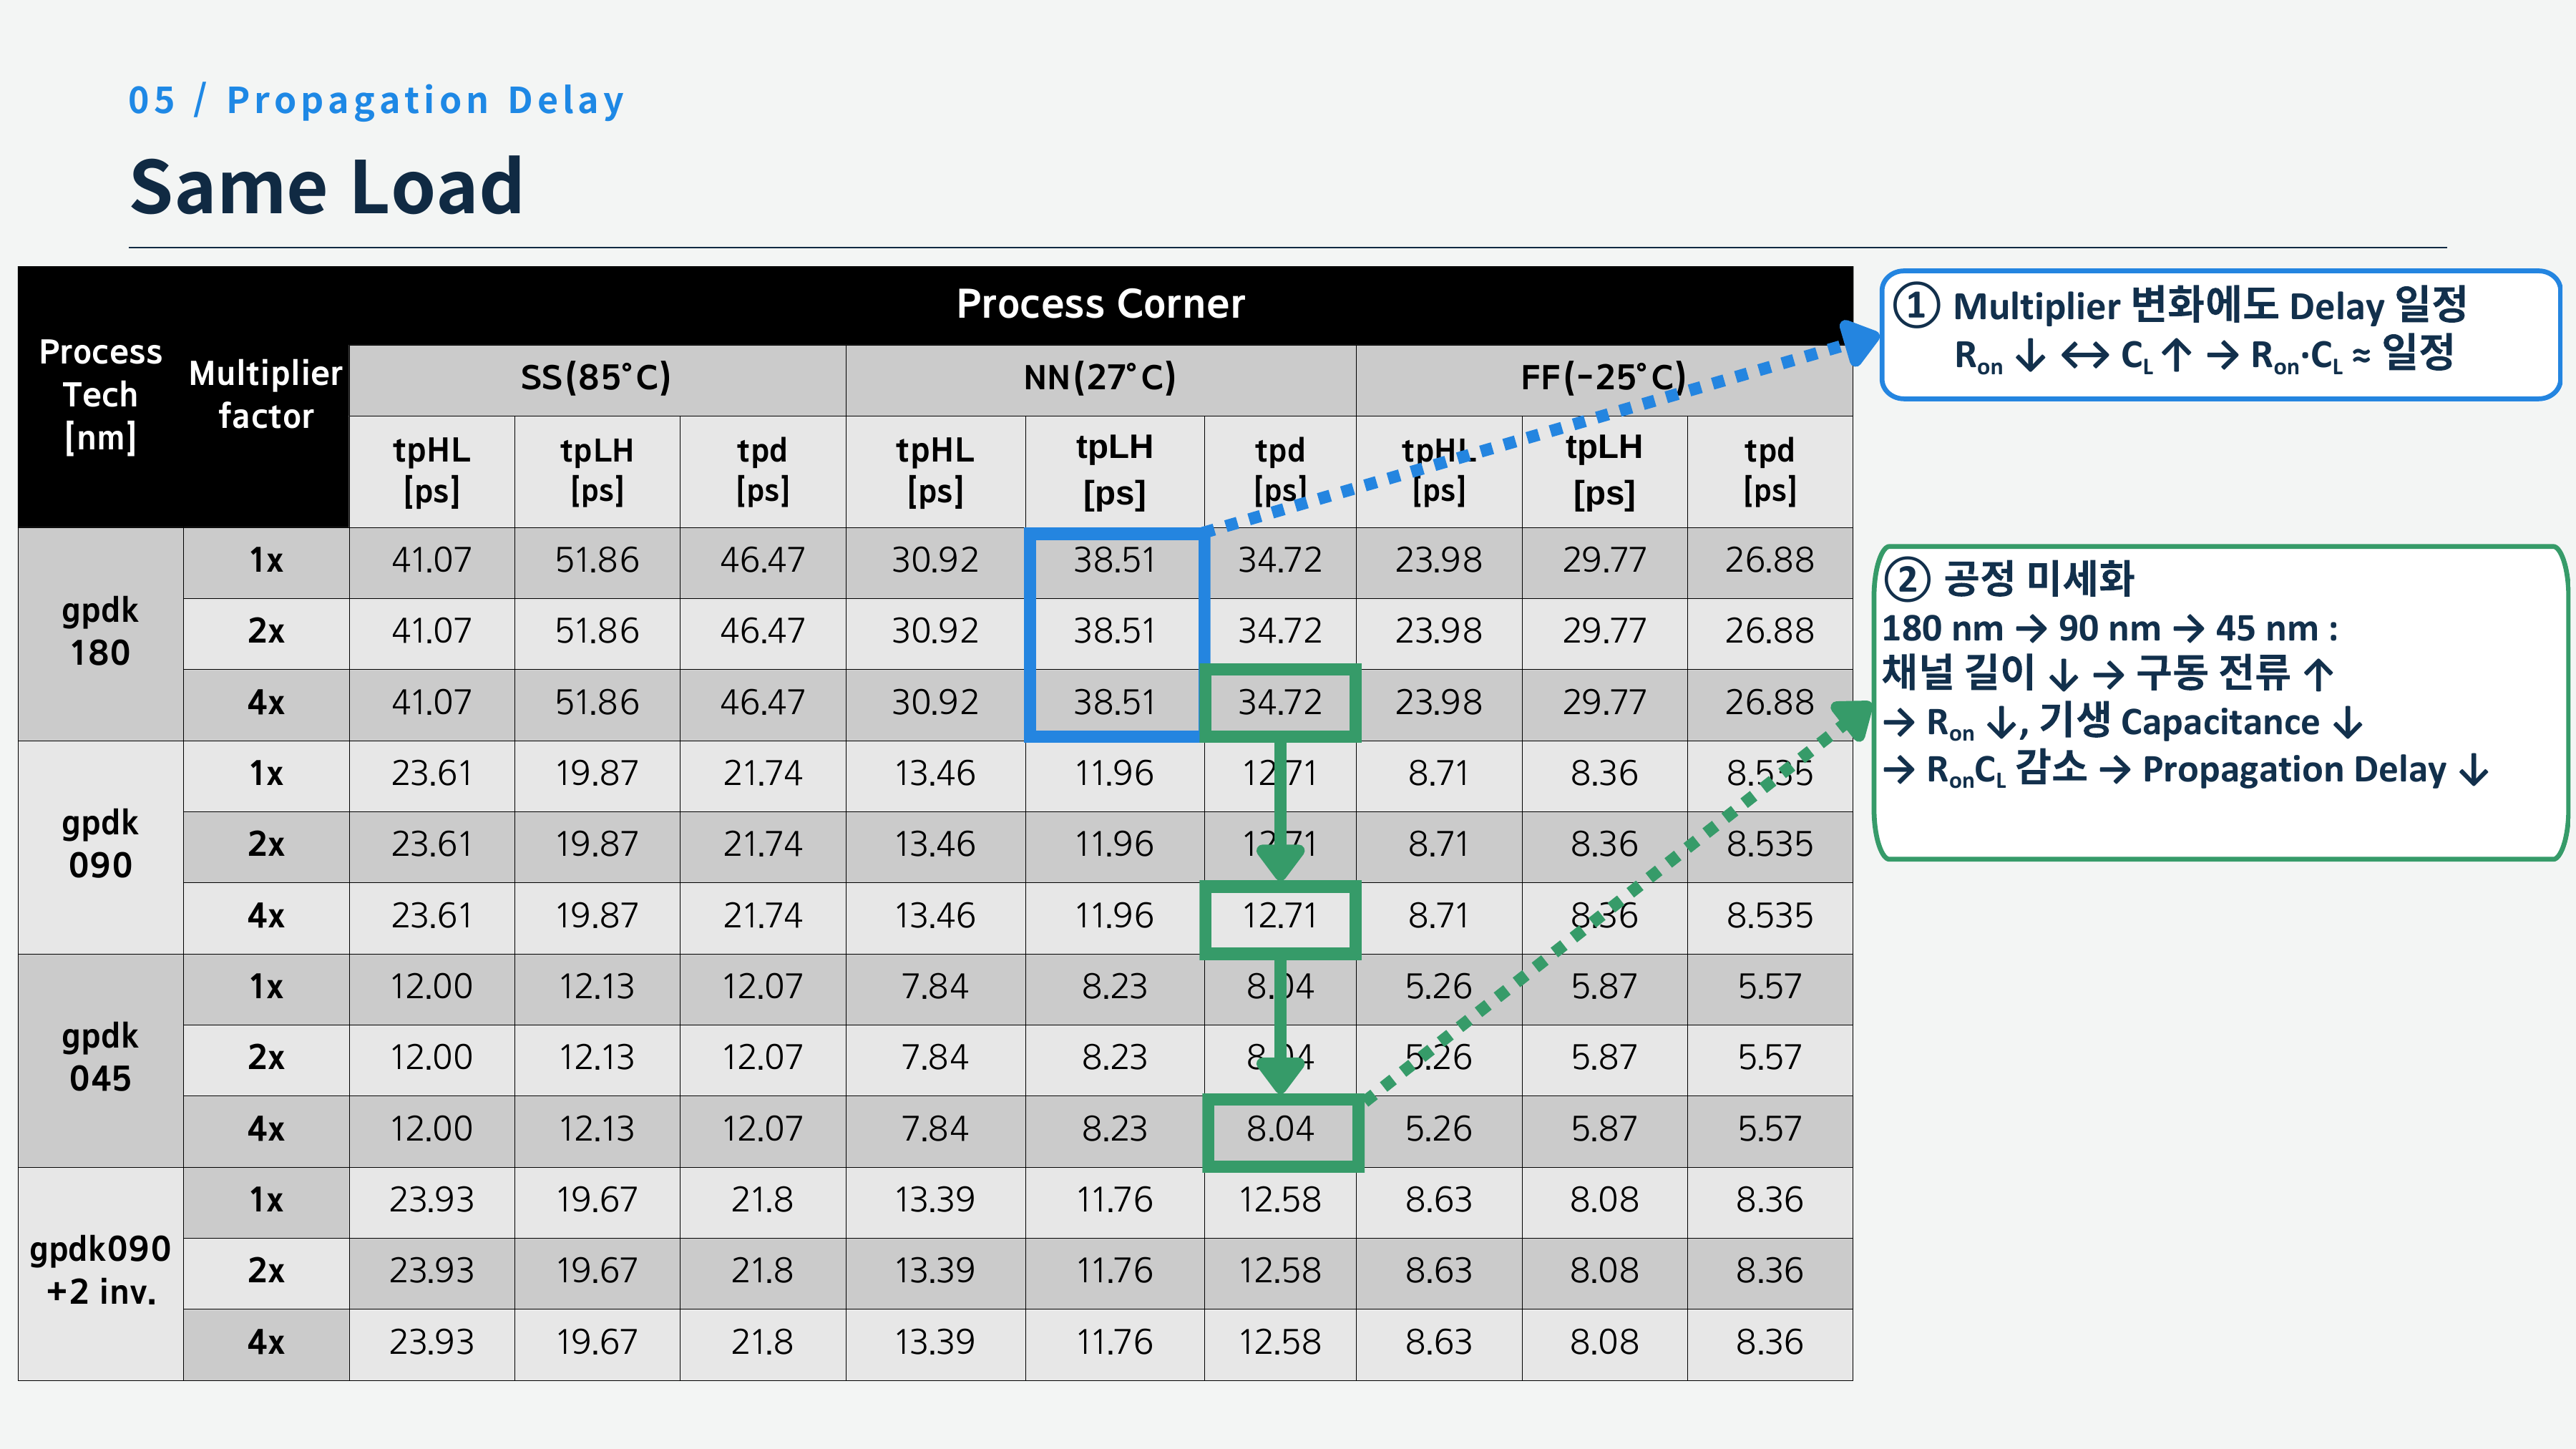 05 / Propagation Delay
Same Load
Process Tech [nm] Multiplier factor Process Corner
SS(85°C) NN(27°C) FF(-25°C)
tpHL [ps] tpLH [ps] tpd [ps] tpHL [ps] tpLH [ps] tpd [ps] tpHL [ps] tpLH [ps] tpd [ps]
gpdk 180 1x 41.07 51.86 46.47 30.92 38.51 34.72 23.98 29.77 26.88
2x 41.07 51.86 46.47 30.92 38.51 34.72 23.98 29.77 26.88
4x 41.07 51.86 46.47 30.92 38.51 34.72 23.98 29.77 26.88
gpdk 090 1x 23.61 19.87 21.74 13.46 11.96 12.71 8.71 8.36 8.535
2x 23.61 19.87 21.74 13.46 11.96 12.71 8.71 8.36 8.535
4x 23.61 19.87 21.74 13.46 11.96 12.71 8.71 8.36 8.535
gpdk 045 1x 12.00 12.13 12.07 7.84 8.23 8.04 5.26 5.87 5.57
2x 12.00 12.13 12.07 7.84 8.23 8.04 5.26 5.87 5.57
4x 12.00 12.13 12.07 7.84 8.23 8.04 5.26 5.87 5.57
gpdk090 +2 inv. 1x 23.93 19.67 21.8 13.39 11.76 12.58 8.63 8.08 8.36
2x 23.93 19.67 21.8 13.39 11.76 12.58 8.63 8.08 8.36
4x 23.93 19.67 21.8 13.39 11.76 12.58 8.63 8.08 8.36
① Multiplier 변화에도 Delay 일정
Ron ↓ ↔ CL ↑ → Ron·CL ≈ 일정
② 공정 미세화
180 nm → 90 nm → 45 nm :
채널 길이 ↓ → 구동 전류 ↑
→ Ron ↓, 기생 Capacitance ↓
→ RonCL 감소 → Propagation Delay ↓